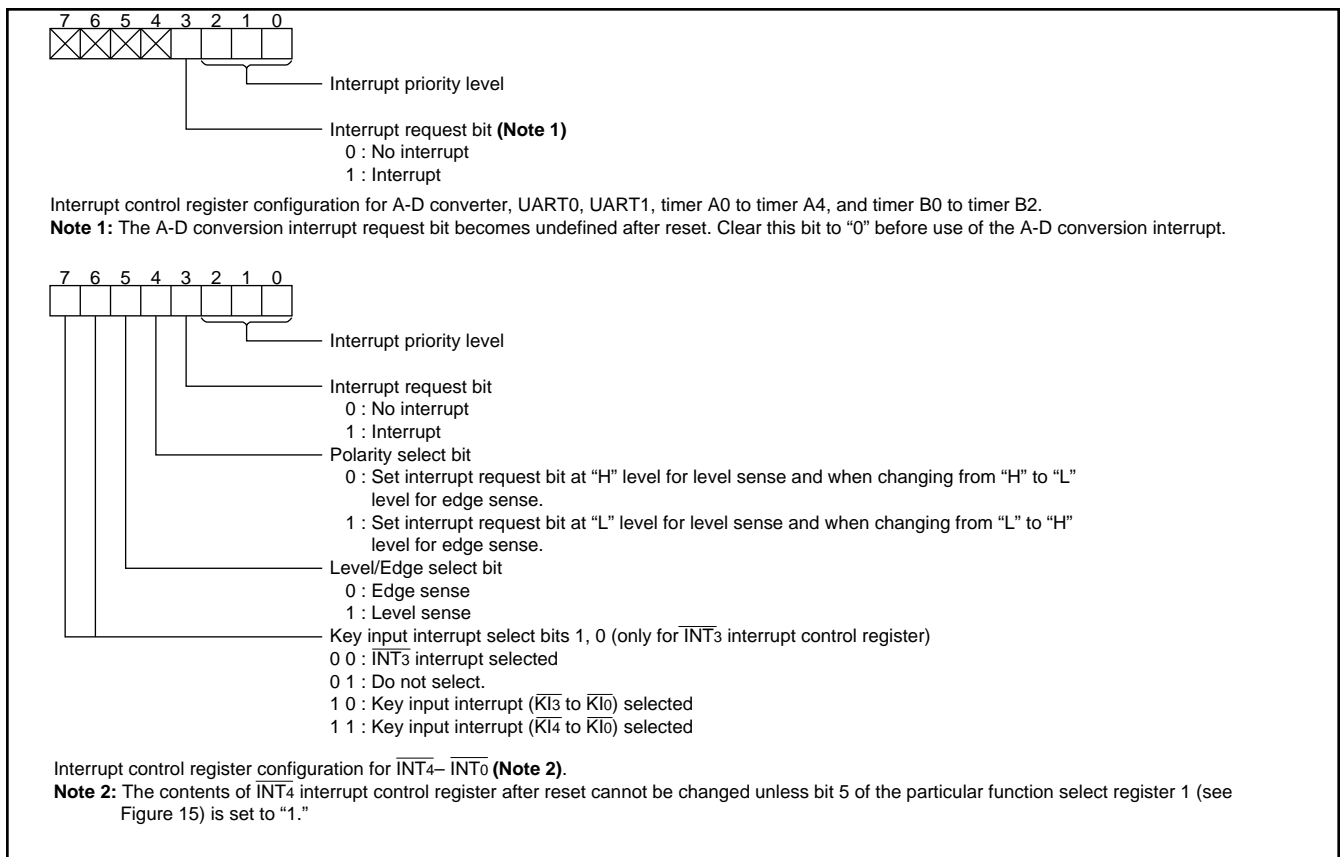 7 6 5 4 3 2 1 0
Interrupt priority level
Interrupt request bit (Note 1)
0 : No interrupt
1 : Interrupt
Interrupt control register configuration for A-D converter, UART0, UART1, timer A0 to timer A4, and timer B0 to timer B2.
Note 1: The A-D conversion interrupt request bit becomes undefined after reset. Clear this bit to “0” before use of the A-D conversion interrupt.
7 6 5 4 3 2 1 0
Interrupt priority level
Interrupt request bit
0 : No interrupt
1 : Interrupt
Polarity select bit
0 : Set interrupt request bit at “H” level for level sense and when changing from “H” to “L”
level for edge sense.
1 : Set interrupt request bit at “L” level for level sense and when changing from “L” to “H”
level for edge sense.
Level/Edge select bit
0 : Edge sense
1 : Level sense
Key input interrupt select bits 1, 0 (only for I̅N̅T̅3 interrupt control register)
0 0 : I̅N̅T̅3 interrupt selected
0 1 : Do not select.
1 0 : Key input interrupt (K̅I̅3 to K̅I̅0) selected
1 1 : Key input interrupt (K̅I̅4 to K̅I̅0) selected
Interrupt control register configuration for I̅N̅T̅4– I̅N̅T̅0 (Note 2).
Note 2: The contents of I̅N̅T̅4 interrupt control register after reset cannot be changed unless bit 5 of the particular function select register 1 (see
Figure 15) is set to “1.”